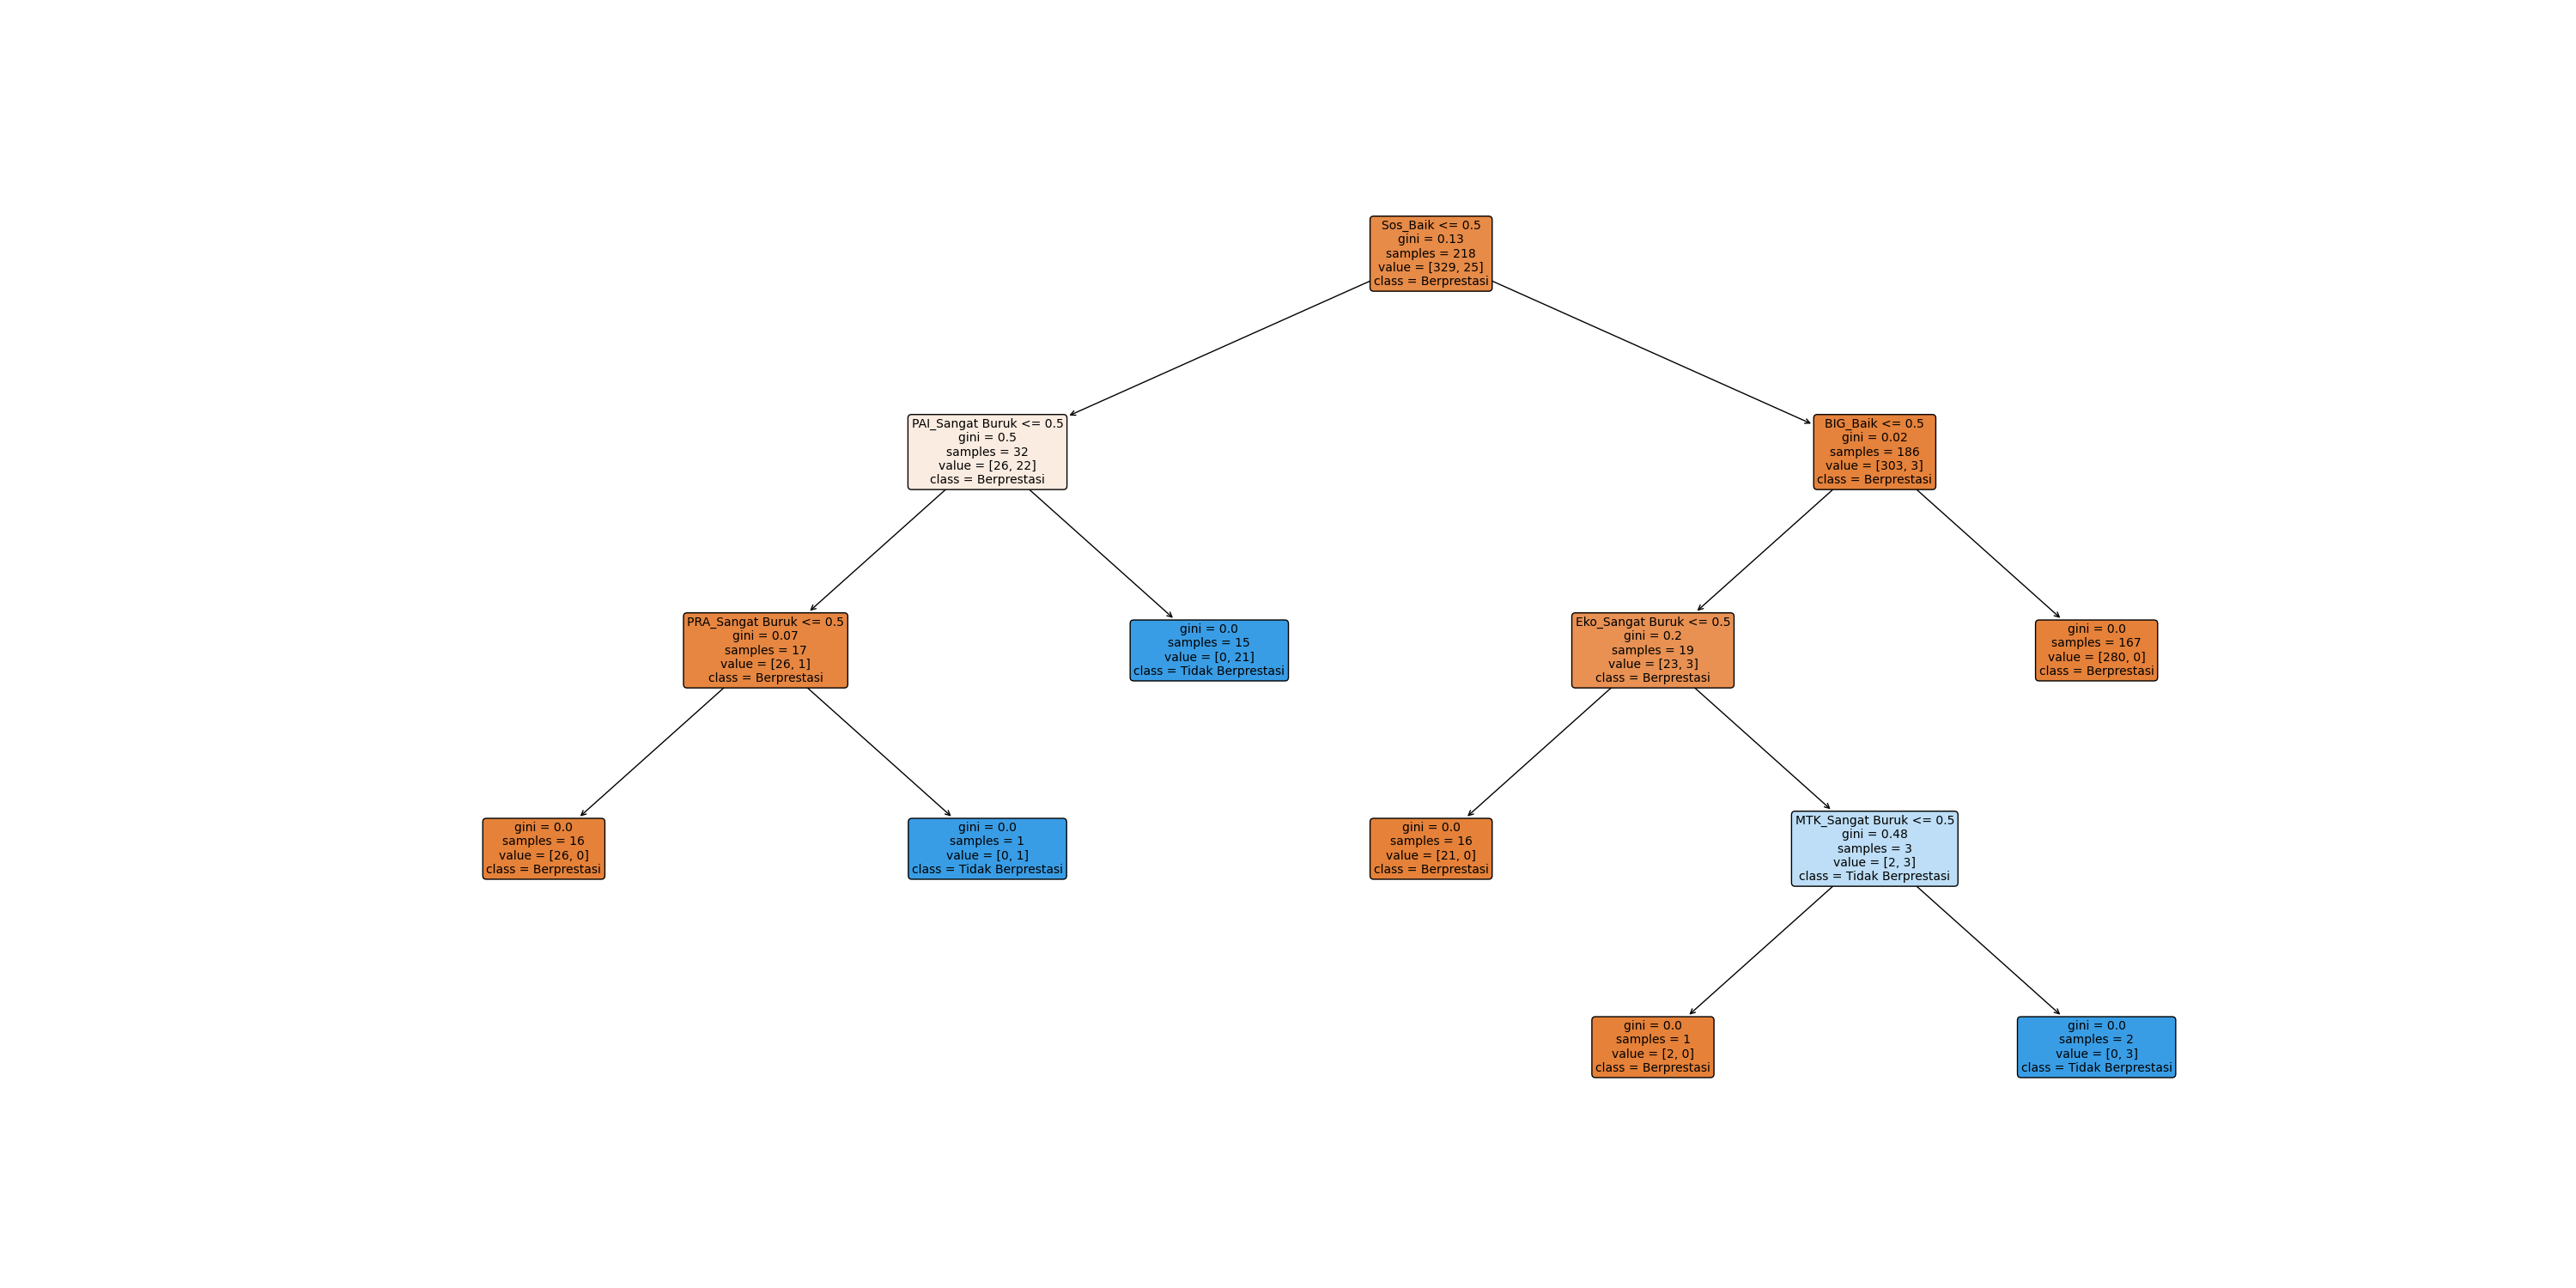 Sos_Baik <= 0.5
gini = 0.13
samples = 218
value = [329, 25]
class = Berprestasi
PAI_Sangat Buruk <= 0.5
gini = 0.5
samples = 32
value = [26, 22]
class = Berprestasi
BIG_Baik <= 0.5
gini = 0.02
samples = 186
value = [303, 3]
class = Berprestasi
PRA_Sangat Buruk <= 0.5
gini = 0.07
samples = 17
value = [26, 1]
class = Berprestasi
gini = 0.0
samples = 15
value = [0, 21]
class = Tidak Berprestasi
Eko_Sangat Buruk <= 0.5
gini = 0.2
samples = 19
value = [23, 3]
class = Berprestasi
gini = 0.0
samples = 167
value = [280, 0]
class = Berprestasi
gini = 0.0
samples = 16
value = [26, 0]
class = Berprestasi
gini = 0.0
samples = 1
value = [0, 1]
class = Tidak Berprestasi
gini = 0.0
samples = 16
value = [21, 0]
class = Berprestasi
MTK_Sangat Buruk <= 0.5
gini = 0.48
samples = 3
value = [2, 3]
class = Tidak Berprestasi
gini = 0.0
samples = 1
value = [2, 0]
class = Berprestasi
gini = 0.0
samples = 2
value = [0, 3]
class = Tidak Berprestasi